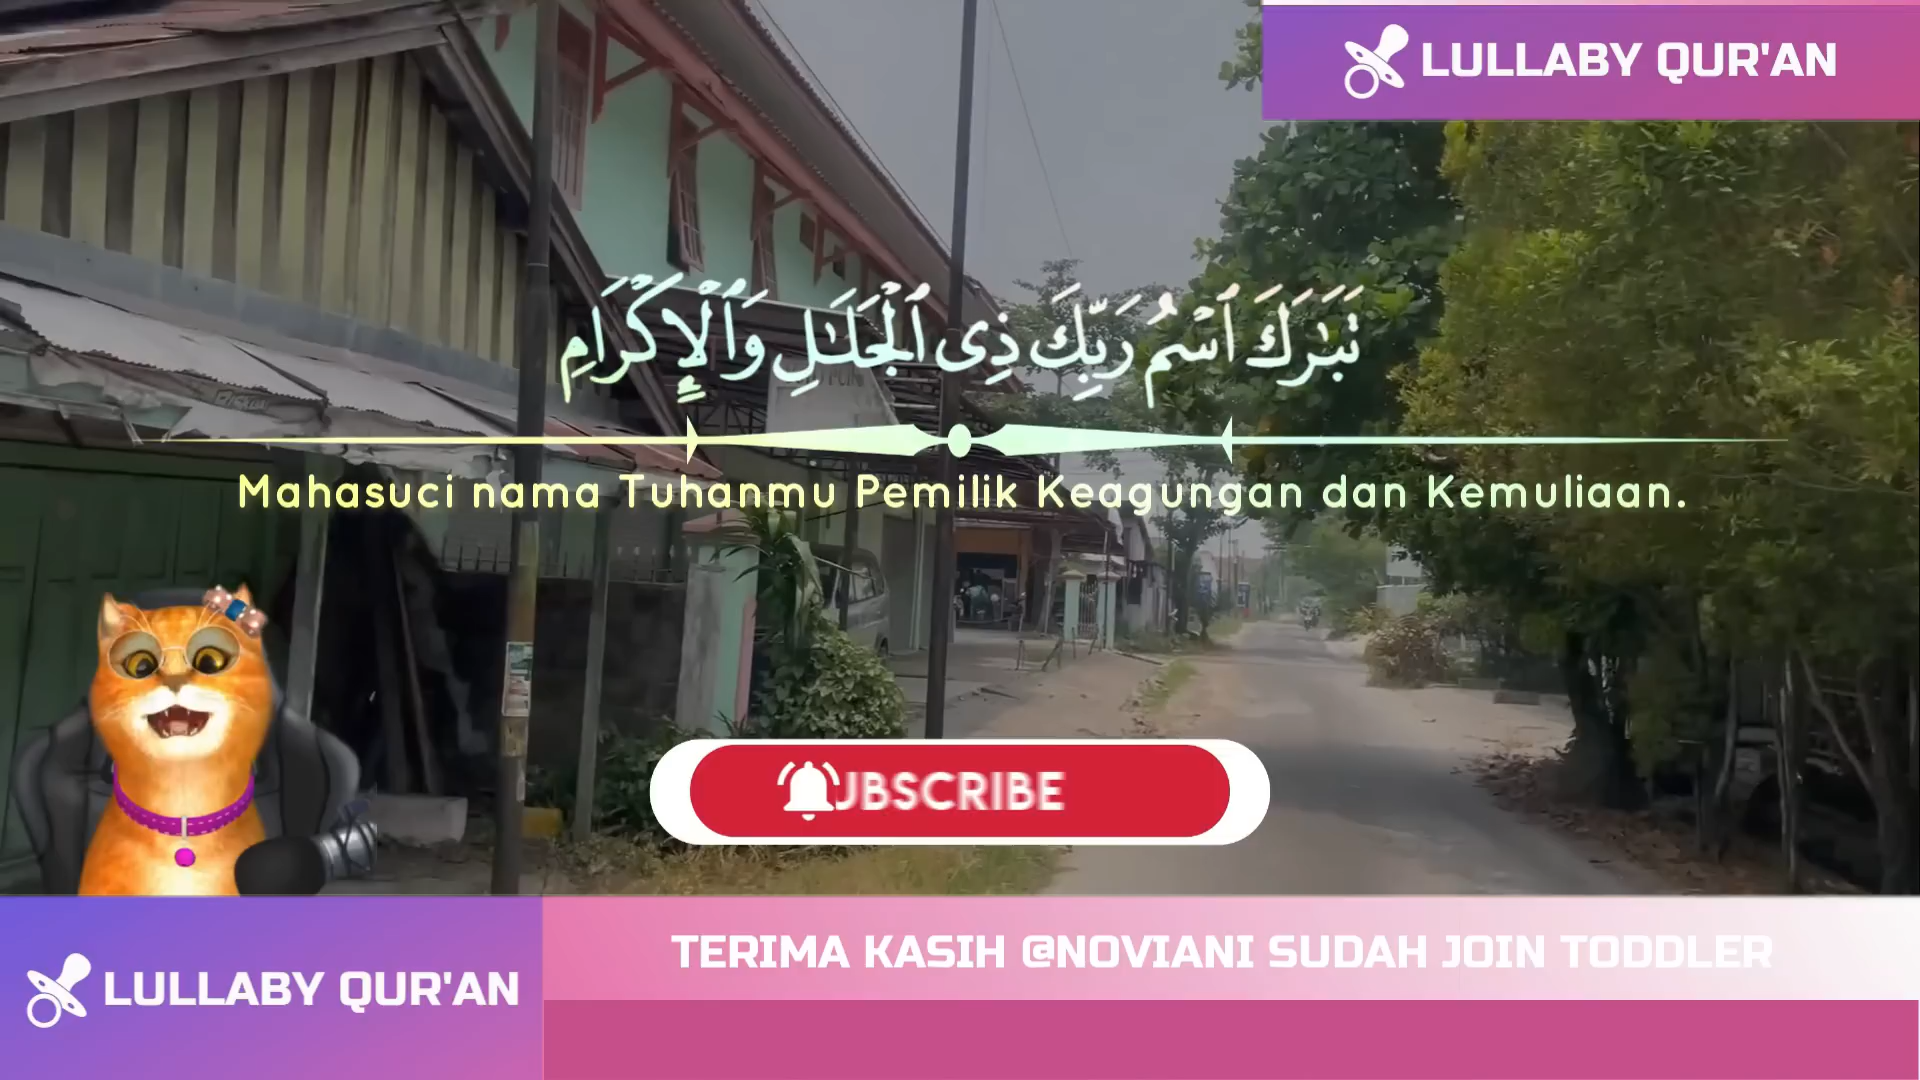 LULLABY QUR'AN
تَبَٰرَكَ ٱسْمُ رَبِّكَ ذِى ٱلْجَلَٰلِ وَٱلْإِكْرَامِ
Mahasuci nama Tuhanmu Pemilik Keagungan dan Kemuliaan.
UBSCRIBE
LULLABY QUR'AN
TERIMA KASIH @NOVIANI SUDAH JOIN TODDLER